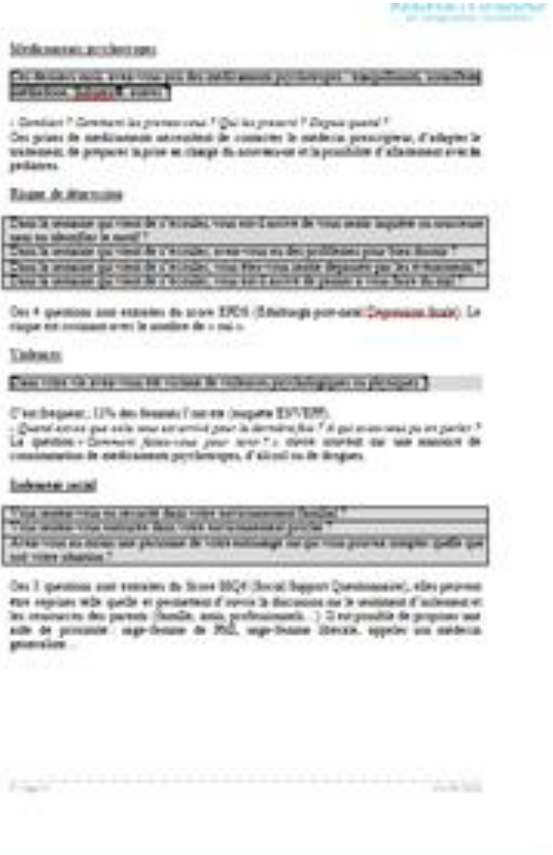 Médicaments psychotropes
Ces derniers mois, avez-vous pris des médicaments psychotropes : tranquillisants, somnifères
Combien ? Comment les prenez-vous ? Qui les prescrit ? Depuis quand ?
Ces prises de médicaments nécessitent de contacter le médecin prescripteur, d'adapter le
traitement, de préparer la prise en charge du nouveau-né et la possibilité d'allaitement avec les
pédiatres.
Risque de dépression
Dans la semaine qui vient de s'écouler, vous est-il arrivé de vous sentir inquiète ou soucieuse
sans en identifier le motif ?
Dans la semaine qui vient de s'écouler, avez-vous eu des problèmes pour bien dormir ?
Dans la semaine qui vient de s'écouler, vous êtes-vous sentie dépassée par les événements ?
Dans la semaine qui vient de s'écouler, vous est-il arrivé de penser à vous faire du mal ?
Ces 4 questions sont extraites du score EPDS (Edinburgh post-natal Depression Scale). Le
risque est croissant avec le nombre de « oui ».
Violences
Dans votre vie avez-vous été victime de violences psychologiques ou physiques ?
C'est fréquent, 11% des femmes l'ont été (enquête ENVEFF).
« Quand est-ce que cela vous est arrivé pour la dernière fois ? A qui avez-vous pu en parler ?
La question « Comment faites-vous pour tenir ? » ouvre souvent sur une annonce de
consommation de médicaments psychotropes, d'alcool ou de drogues.
Isolement social
Vous sentez-vous en sécurité dans votre environnement familial ?
Vous sentez-vous entourée dans votre environnement proche ?
Avez-vous au moins une personne de votre entourage sur qui vous pouvez compter quelle que
soit votre situation ?
Ces 3 questions sont extraites du Score SSQ6 (Social Support Questionnaire), elles peuvent
être reprises telle quelle et permettent d'ouvrir la discussion sur le sentiment d'isolement et
les ressources des parents (famille, amis, professionnels…). Il est possible de proposer une
aide de proximité : sage-femme de PMI, sage-femme libérale, appeler son médecin
généraliste…